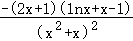 -(2x+1)(lnx+x-1)
(x²+x)²